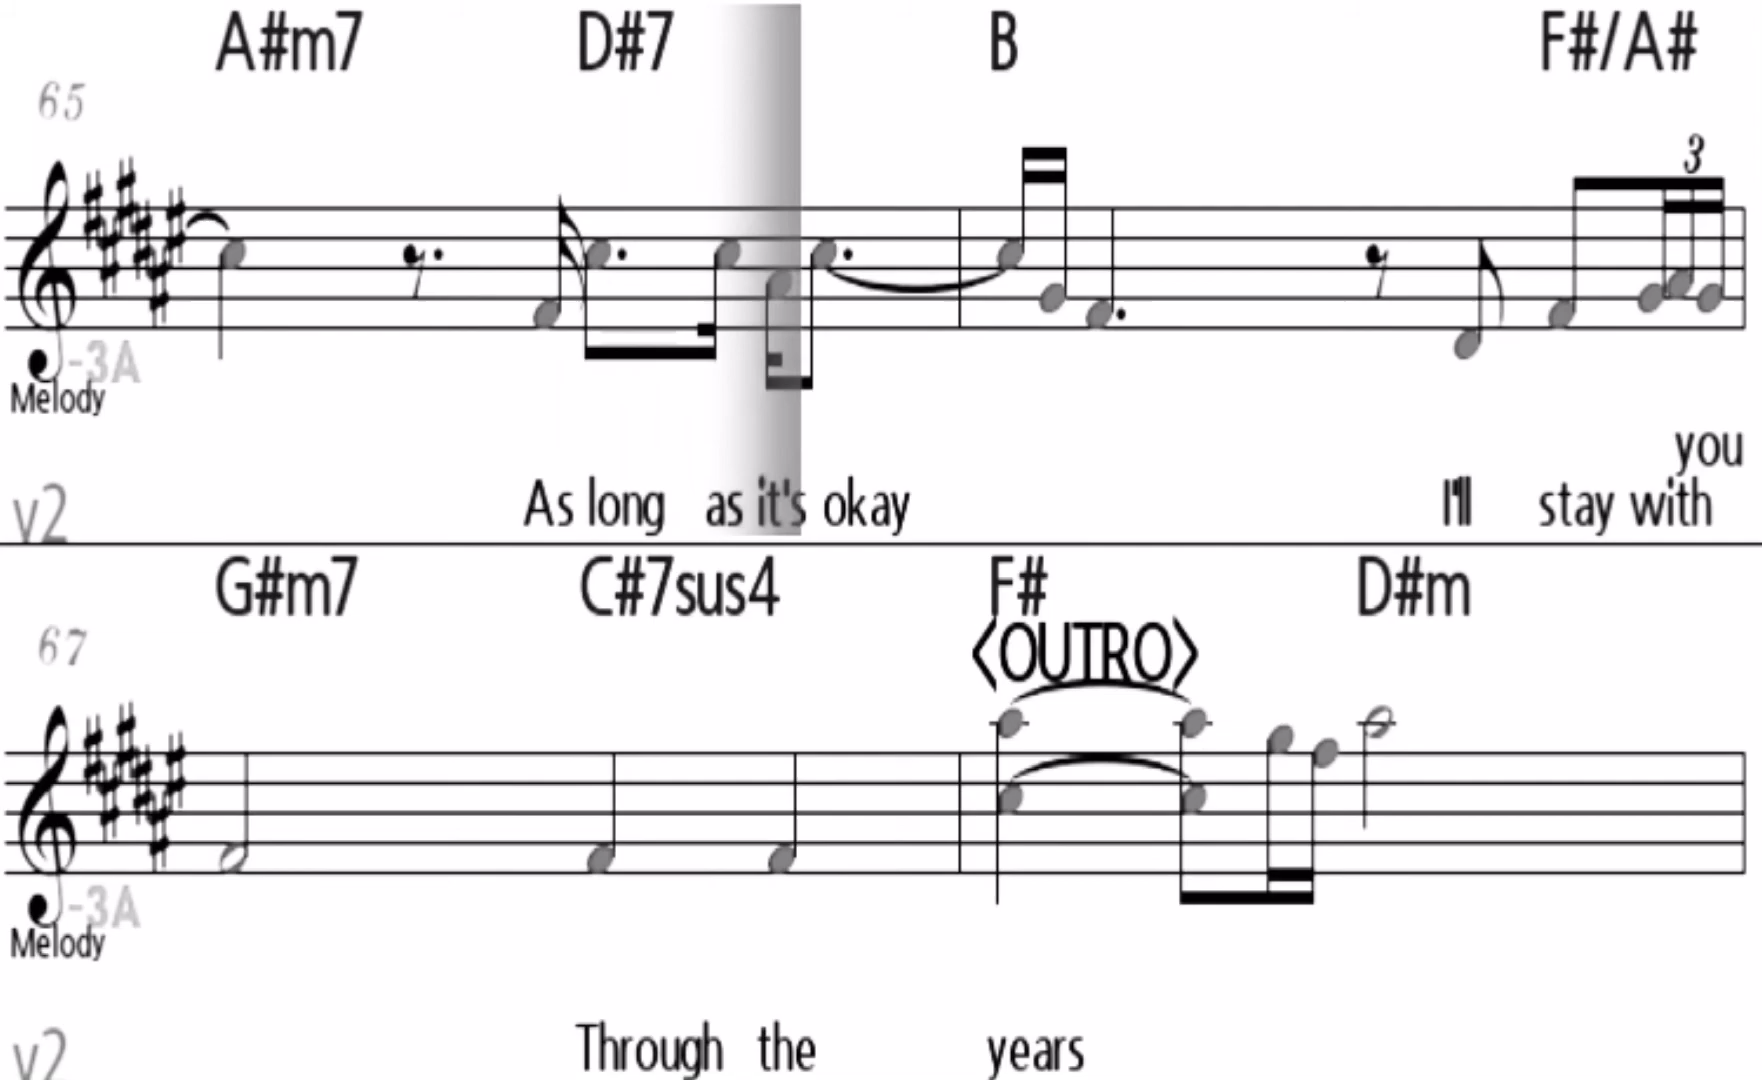 A#m7 D#7 B F#/A#
65
3
-3A
Melody
you
v2 As long as it's okay I'll stay with
G#m7 C#7sus4 F# D#m
67 <OUTRO>
-3A
Melody
v2 Through the years